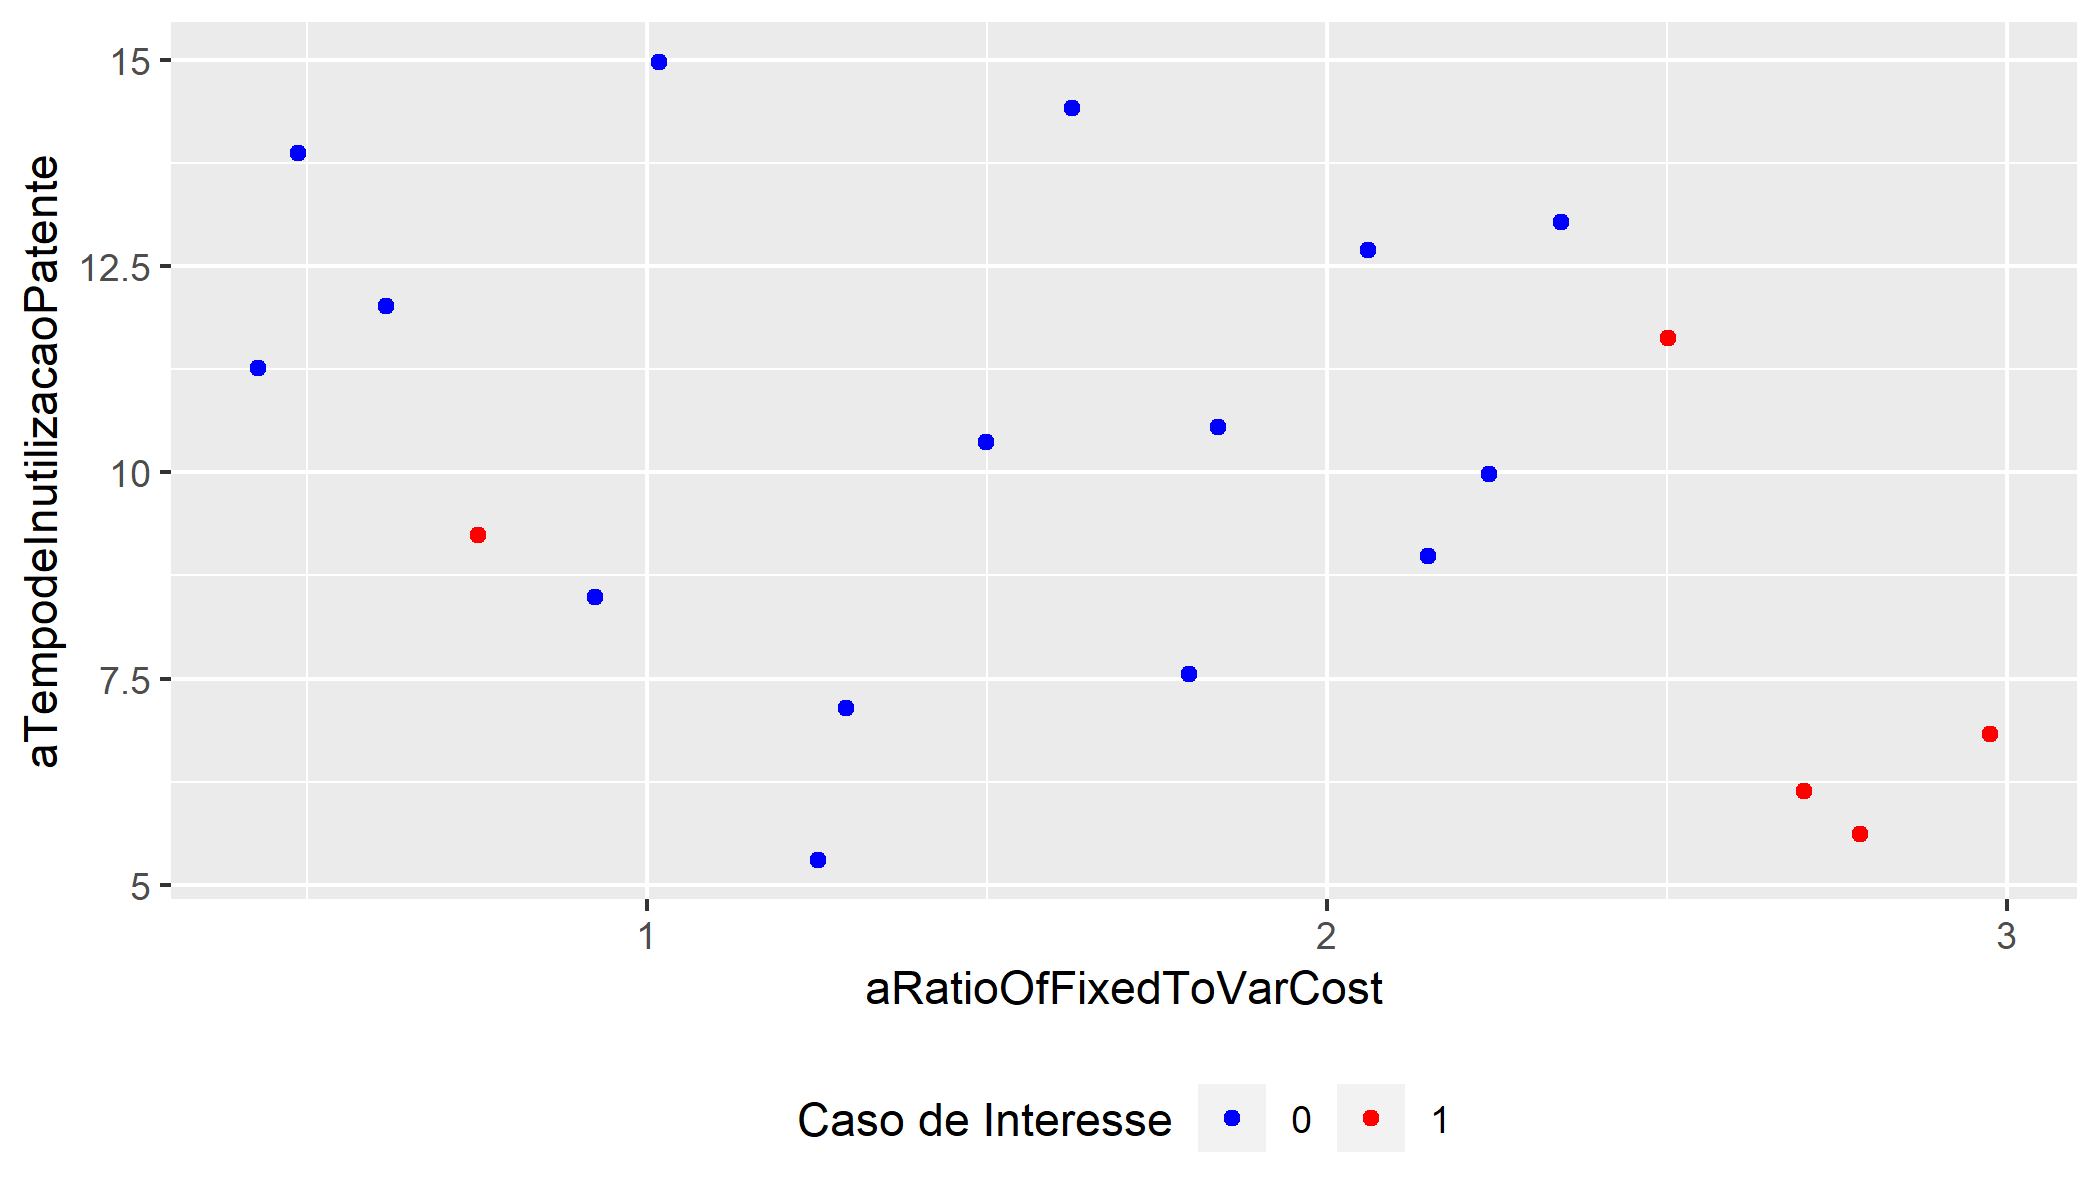 15
12.5
10
7.5
5
aTempodeInutilizacaoPatente
1 2 3
aRatioOfFixedToVarCost
Caso de Interesse 0 1